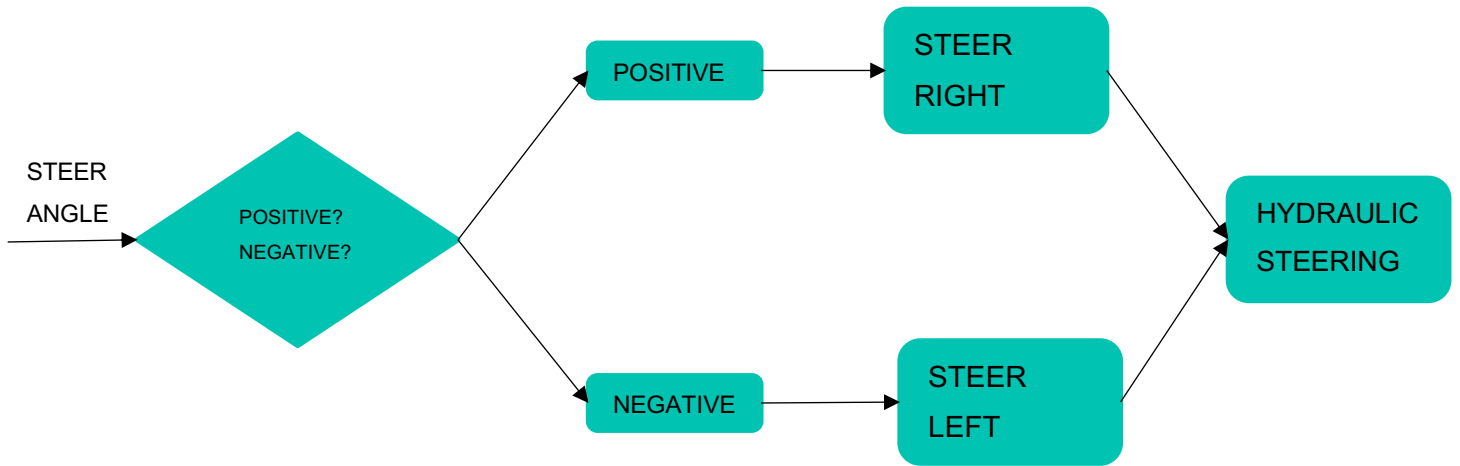 STEER
ANGLE
POSITIVE?
NEGATIVE?
POSITIVE
STEER
RIGHT
NEGATIVE
STEER
LEFT
HYDRAULIC
STEERING